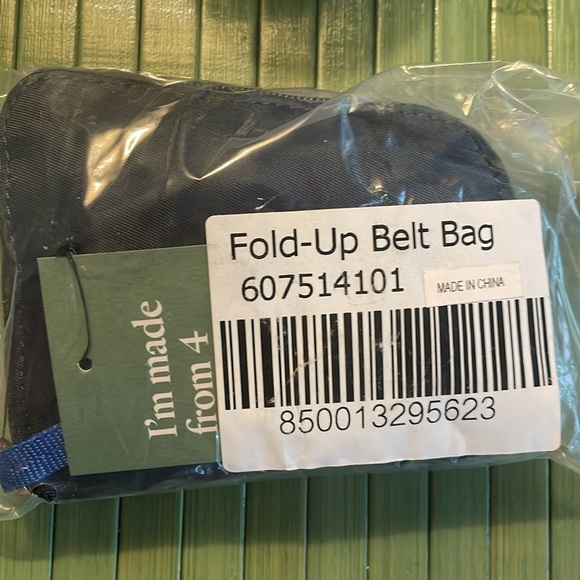 Fold-Up Belt Bag
607514101
MADE IN CHINA
850013295623
I'm made
from 4